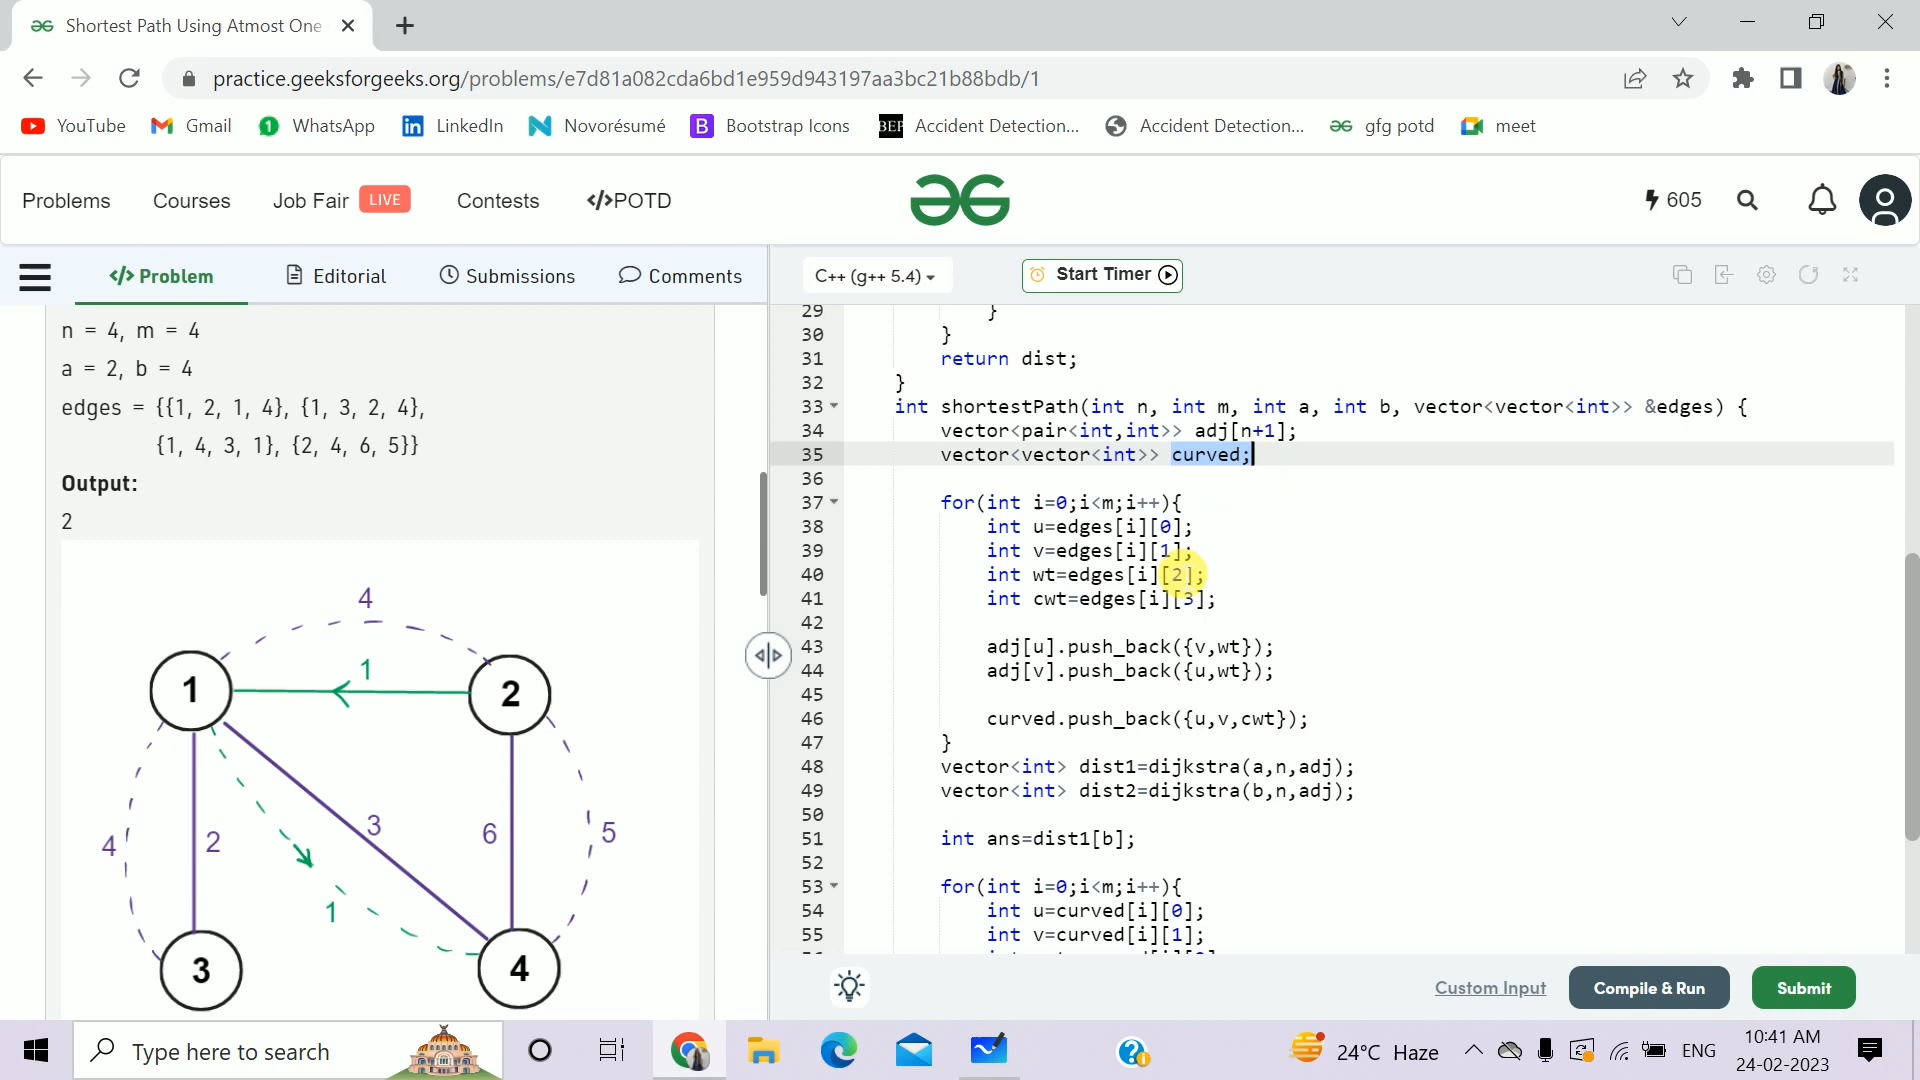 Shortest Path Using Atmost One
practice.geeksforgeeks.org/problems/e7d81a082cda6bd1e959d943197aa3bc21b88bdb/1
YouTube Gmail WhatsApp LinkedIn Novorésumé Bootstrap Icons Accident Detection... Accident Detection... gfg potd meet
Problems Courses Job Fair LIVE Contests </>POTD 605
</> Problem Editorial Submissions Comments
C++ (g++ 5.4) Start Timer
n = 4, m = 4
a = 2, b = 4
edges = {{1, 2, 1, 4}, {1, 3, 2, 4},
{1, 4, 3, 1}, {2, 4, 6, 5}}
Output:
2
4
1
1
2
4
2
3
6
5
1
3
4
29 }
30 }
31 return dist;
32 }
33 int shortestPath(int n, int m, int a, int b, vector<vector<int>> &edges) {
34 vector<pair<int,int>> adj[n+1];
35 vector<vector<int>> curved;
36
37 for(int i=0;i<m;i++){
38 int u=edges[i][0];
39 int v=edges[i][1];
40 int wt=edges[i][2];
41 int cwt=edges[i][3];
42
43 adj[u].push_back({v,wt});
44 adj[v].push_back({u,wt});
45
46 curved.push_back({u,v,cwt});
47 }
48 vector<int> dist1=dijkstra(a,n,adj);
49 vector<int> dist2=dijkstra(b,n,adj);
50
51 int ans=dist1[b];
52
53 for(int i=0;i<m;i++){
54 int u=curved[i][0];
55 int v=curved[i][1];
Custom Input Compile & Run Submit
Type here to search
24°C Haze ENG 10:41 AM
24-02-2023